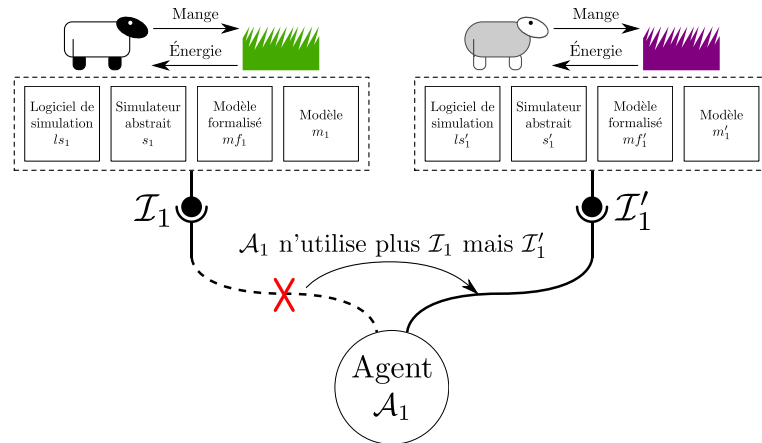 Mange
Énergie
Mange
Énergie
Logiciel de
simulation
ls₁
Simulateur
abstrait
s₁
Modèle
formalisé
mf₁
Modèle
m₁
Logiciel de
simulation
ls′₁
Simulateur
abstrait
s′₁
Modèle
formalisé
mf′₁
Modèle
m′₁
ℐ₁
ℐ′₁
𝒜₁ n'utilise plus ℐ₁ mais ℐ′₁
Agent
𝒜₁